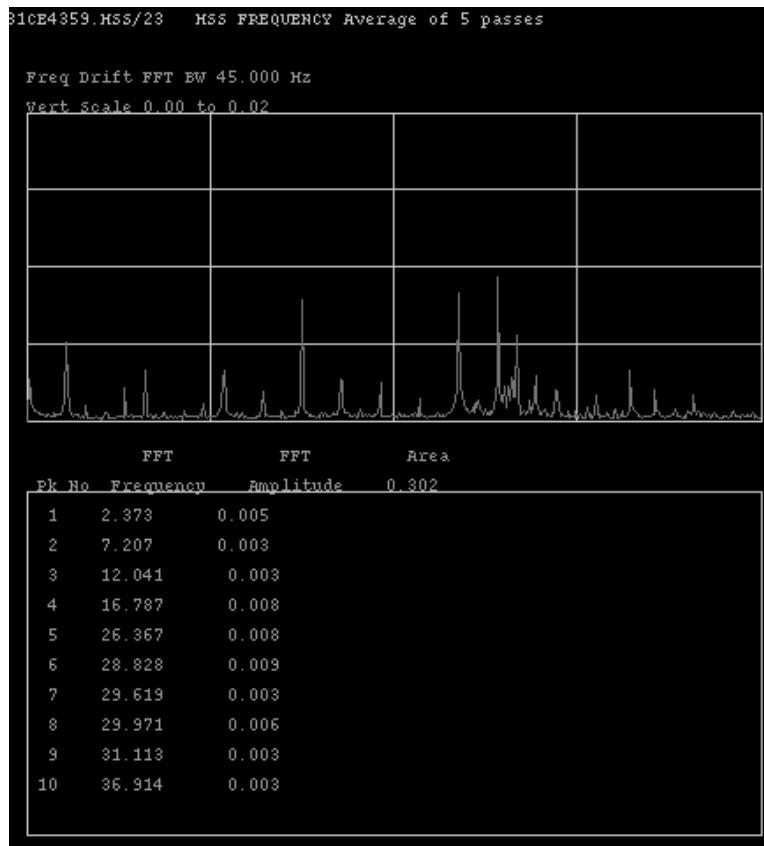 31CE4359.HSS/23 HSS FREQUENCY Average of 5 passes
Freq Drift FFT BW 45.000 Hz
Vert Scale 0.00 to 0.02
FFT FFT Area
Pk No Frequency Amplitude 0.302
1 2.373 0.005
2 7.207 0.003
3 12.041 0.003
4 16.787 0.008
5 26.367 0.008
6 28.828 0.009
7 29.619 0.003
8 29.971 0.006
9 31.113 0.003
10 36.914 0.003